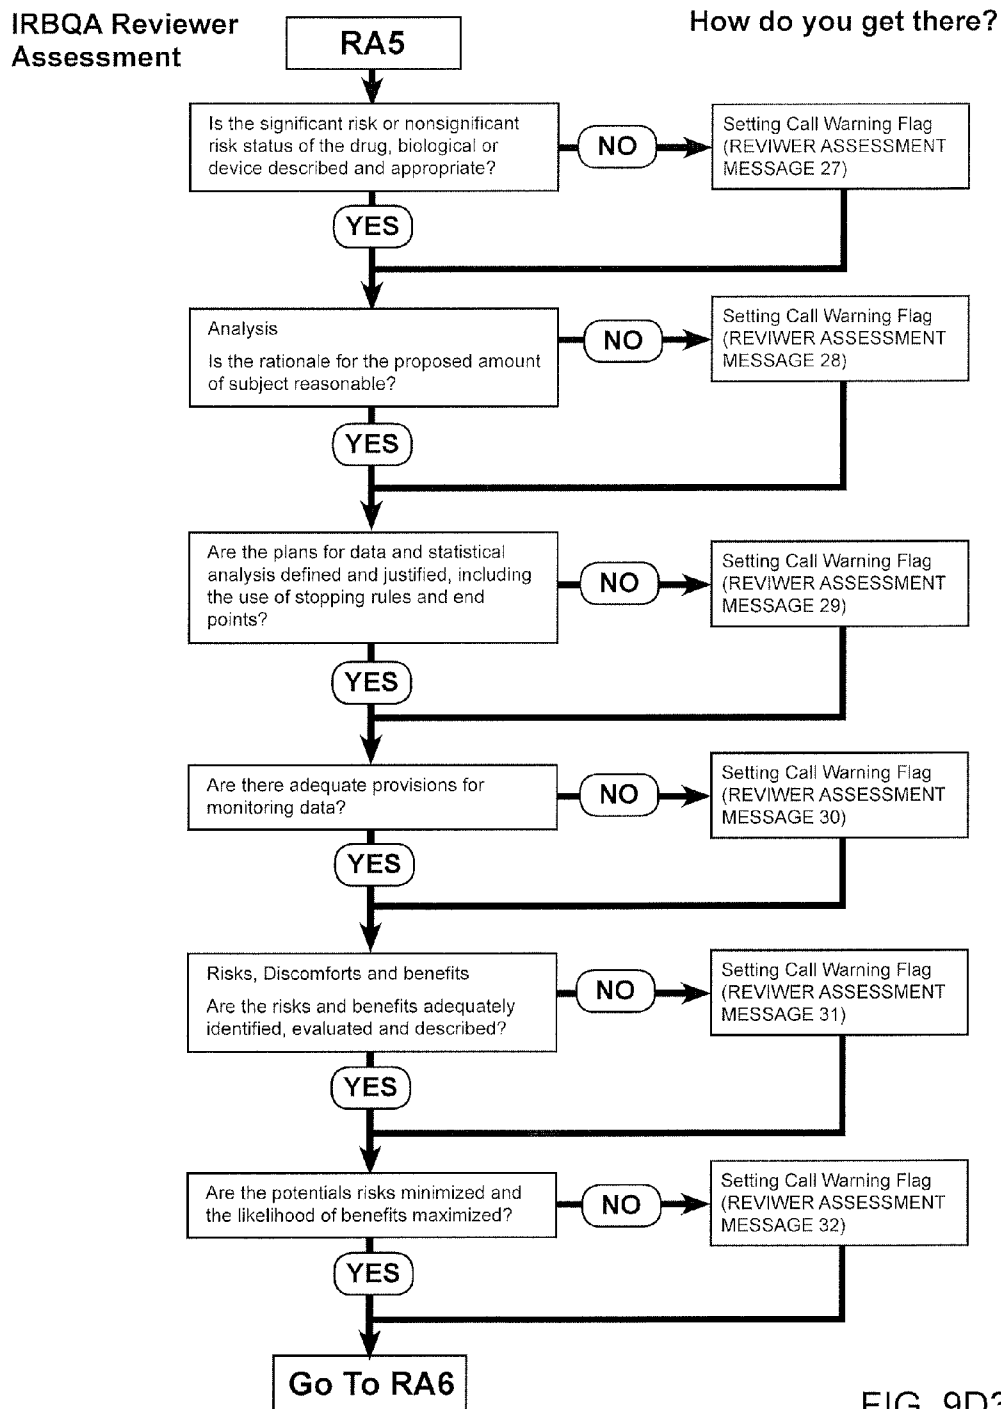 IRBQA Reviewer
Assessment
How do you get there?
RA5
Is the significant risk or nonsignificant
risk status of the drug, biological or
device described and appropriate?
NO
Setting Call Warning Flag
(REVIWER ASSESSMENT
MESSAGE 27)
YES
Analysis
Is the rationale for the proposed amount
of subject reasonable?
NO
Setting Call Warning Flag
(REVIWER ASSESSMENT
MESSAGE 28)
YES
Are the plans for data and statistical
analysis defined and justified, including
the use of stopping rules and end
points?
NO
Setting Call Warning Flag
(REVIWER ASSESSMENT
MESSAGE 29)
YES
Are there adequate provisions for
monitoring data?
NO
Setting Call Warning Flag
(REVIWER ASSESSMENT
MESSAGE 30)
YES
Risks, Discomforts and benefits
Are the risks and benefits adequately
identified, evaluated and described?
NO
Setting Call Warning Flag
(REVIWER ASSESSMENT
MESSAGE 31)
YES
Are the potentials risks minimized and
the likelihood of benefits maximized?
NO
Setting Call Warning Flag
(REVIWER ASSESSMENT
MESSAGE 32)
YES
Go To RA6
FIG.